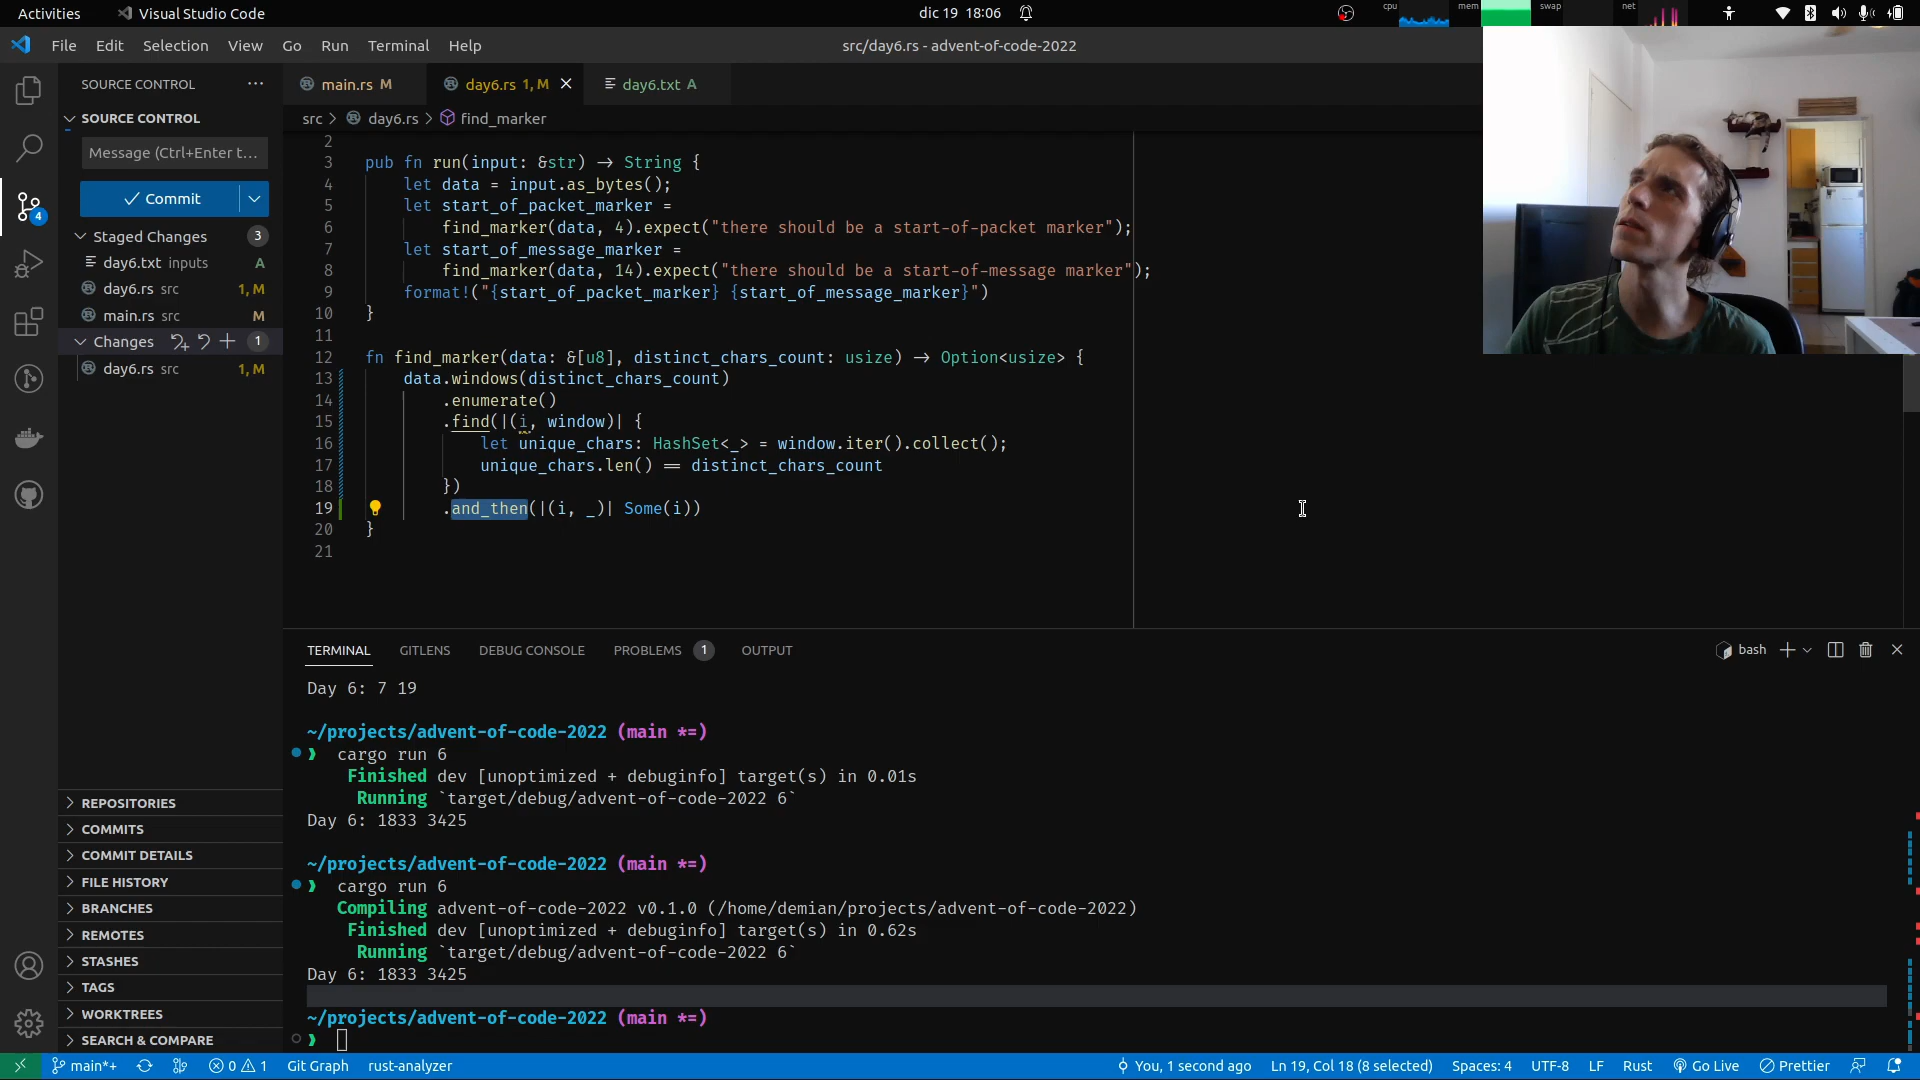 Activities
Visual Studio Code
dic 19 18:06
cpu
mem
swap
net
File Edit Selection View Go Run Terminal Help
src/day6.rs - advent-of-code-2022
SOURCE CONTROL
SOURCE CONTROL
Message (Ctrl+Enter t...
Commit
4
Staged Changes 3
day6.txt inputs A
day6.rs src 1, M
main.rs src M
Changes 1
day6.rs src 1, M
REPOSITORIES
COMMITS
COMMIT DETAILS
FILE HISTORY
BRANCHES
REMOTES
STASHES
TAGS
WORKTREES
SEARCH & COMPARE
main.rs M
day6.rs 1, M
day6.txt A
src > day6.rs > find_marker
2
3 pub fn run(input: &str) → String {
4 let data = input.as_bytes();
5 let start_of_packet_marker =
6 find_marker(data, 4).expect("there should be a start-of-packet marker");
7 let start_of_message_marker =
8 find_marker(data, 14).expect("there should be a start-of-message marker");
9 format!("{start_of_packet_marker} {start_of_message_marker}")
10 }
11
12 fn find_marker(data: &[u8], distinct_chars_count: usize) → Option<usize> {
13 data.windows(distinct_chars_count)
14 .enumerate()
15 .find(|(i, window)| {
16 let unique_chars: HashSet<_> = window.iter().collect();
17 unique_chars.len() == distinct_chars_count
18 })
19 .and_then(|(i, _)| Some(i))
20 }
21
TERMINAL GITLENS DEBUG CONSOLE PROBLEMS 1 OUTPUT
bash
Day 6: 7 19
~/projects/advent-of-code-2022 (main *=)
❱ cargo run 6
Finished dev [unoptimized + debuginfo] target(s) in 0.01s
Running `target/debug/advent-of-code-2022 6`
Day 6: 1833 3425
~/projects/advent-of-code-2022 (main *=)
❱ cargo run 6
Compiling advent-of-code-2022 v0.1.0 (/home/demian/projects/advent-of-code-2022)
Finished dev [unoptimized + debuginfo] target(s) in 0.62s
Running `target/debug/advent-of-code-2022 6`
Day 6: 1833 3425
~/projects/advent-of-code-2022 (main *=)
❱
main*+ 0 1 Git Graph rust-analyzer
You, 1 second ago Ln 19, Col 18 (8 selected) Spaces: 4 UTF-8 LF Rust Go Live Prettier